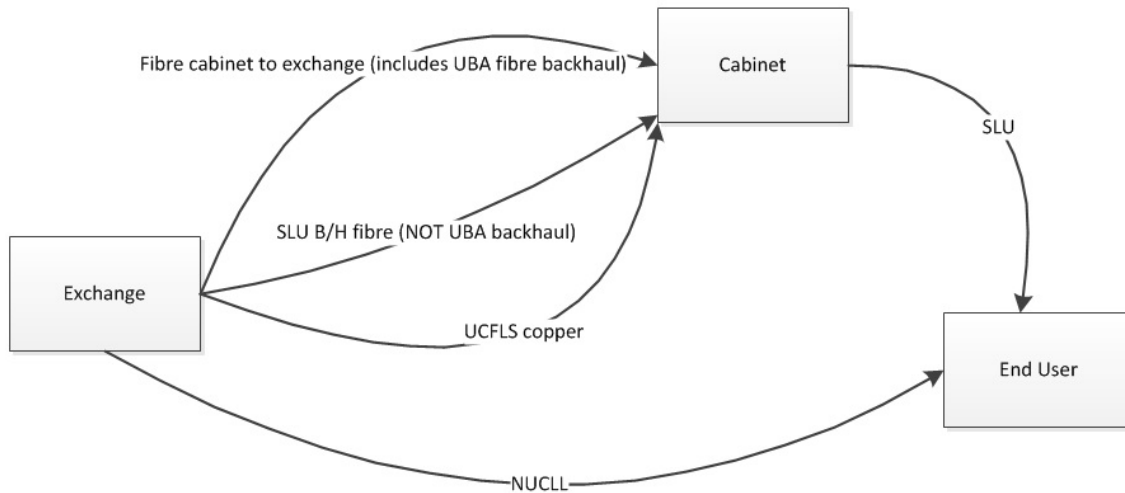 Fibre cabinet to exchange (includes UBA fibre backhaul)
Cabinet
SLU
SLU B/H fibre (NOT UBA backhaul)
Exchange
UCFLS copper
End User
NUCLL